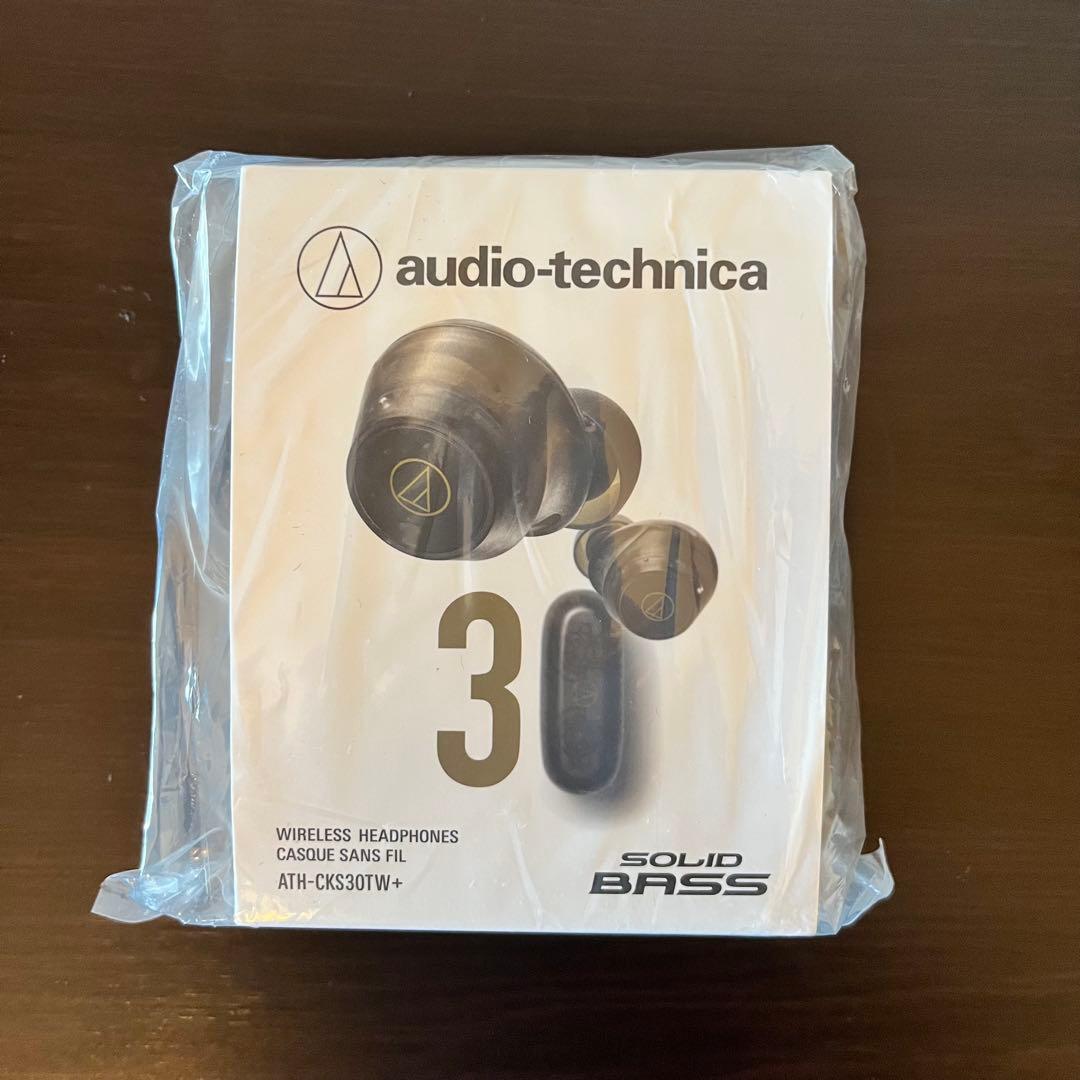 audio-technica
3
WIRELESS HEADPHONES
CASQUE SANS FIL
ATH-CKS30TW+
SOLID
BASS